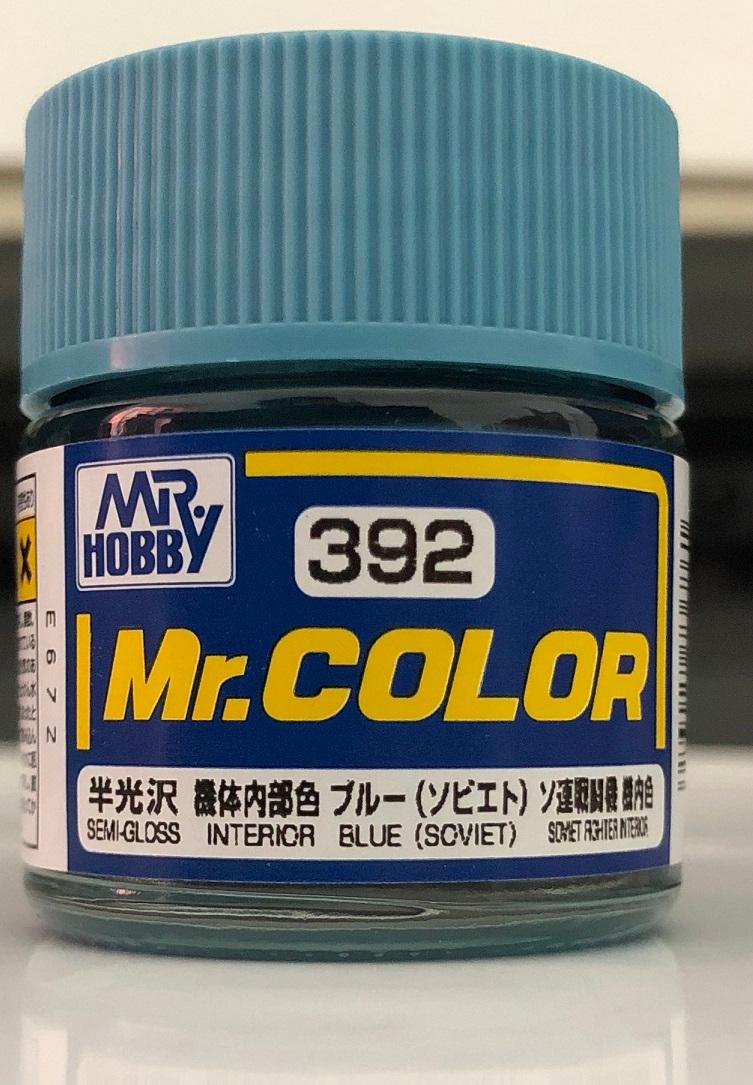 MR.
HOBBY
392
E672
Mr.COLOR
半光沢 機体内部色 ブルー(ソビエト) ソ連戦闘機 機内色
SEMI-GLOSS INTERIOR BLUE (SOVIET) SOVIET FIGHTER INTERIOR